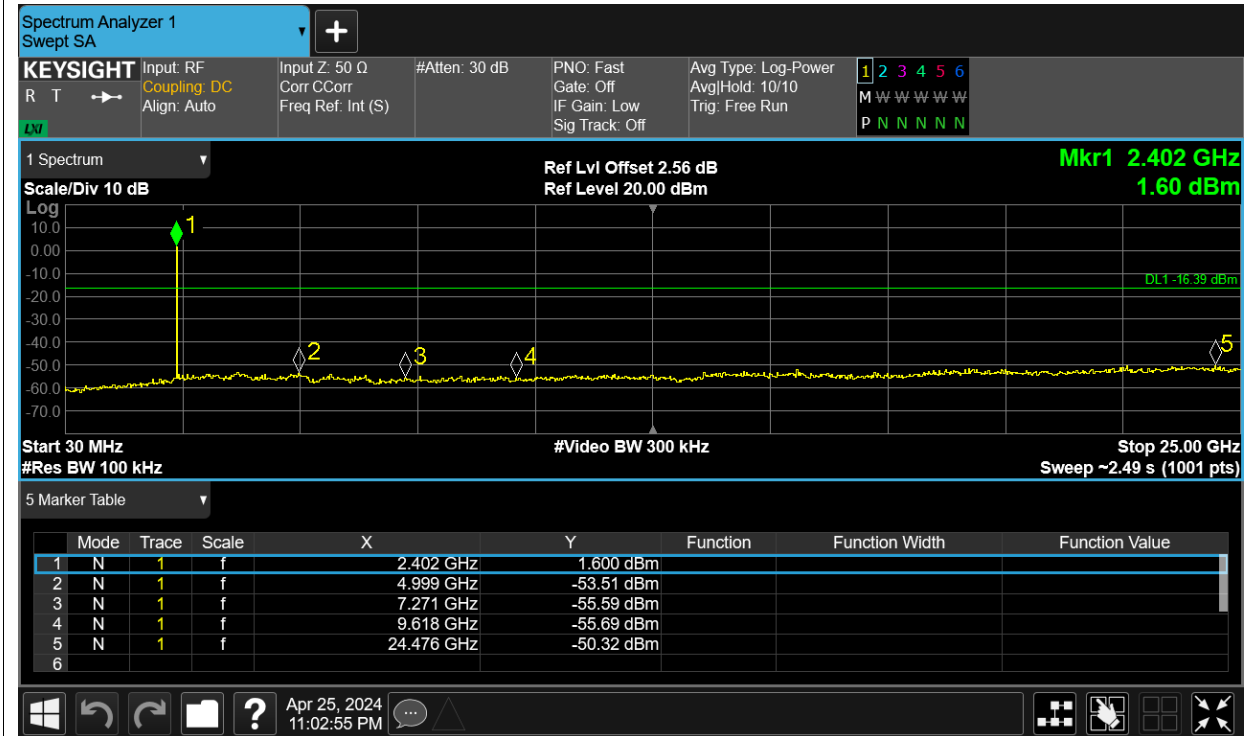 Spectrum Analyzer 1
Swept SA
+
KEYSIGHT
R T
LXI
Input: RF
Coupling: DC
Align: Auto
Input Z: 50 Ω
Corr CCorr
Freq Ref: Int (S)
#Atten: 30 dB
PNO: Fast
Gate: Off
IF Gain: Low
Sig Track: Off
Avg Type: Log-Power
Avg|Hold: 10/10
Trig: Free Run
1 2 3 4 5 6
M W W W W W
P N N N N N
1 Spectrum
Scale/Div 10 dB
Ref Lvl Offset 2.56 dB
Ref Level 20.00 dBm
Mkr1 2.402 GHz
1.60 dBm
Log
10.0
0.00
-10.0
-20.0
-30.0
-40.0
-50.0
-60.0
-70.0
1
2
3
4
5
DL1 -16.39 dBm
Start 30 MHz
#Res BW 100 kHz
#Video BW 300 kHz
Stop 25.00 GHz
Sweep ~2.49 s (1001 pts)
5 Marker Table
Mode Trace Scale X Y Function Function Width Function Value
1 N 1 f 2.402 GHz 1.600 dBm
2 N 1 f 4.999 GHz -53.51 dBm
3 N 1 f 7.271 GHz -55.59 dBm
4 N 1 f 9.618 GHz -55.69 dBm
5 N 1 f 24.476 GHz -50.32 dBm
6
?
Apr 25, 2024
11:02:55 PM